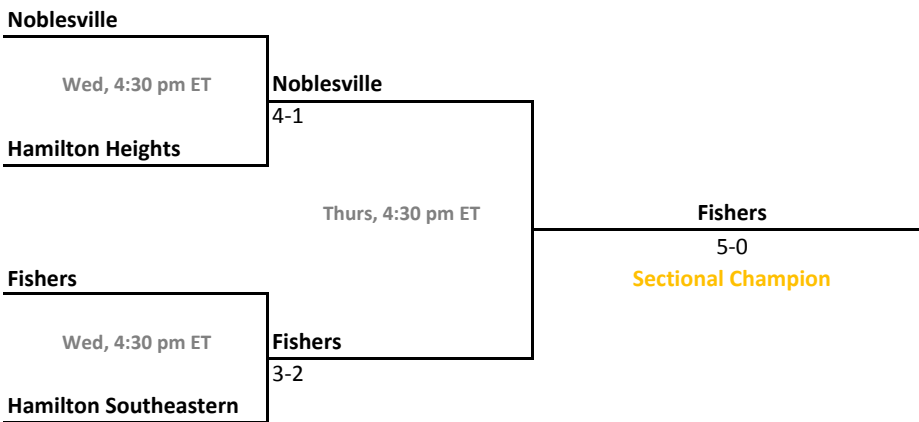 Noblesville
Wed, 4:30 pm ET
Noblesville
4-1
Hamilton Heights
Thurs, 4:30 pm ET
Fishers
5-0
Sectional Champion
Fishers
Wed, 4:30 pm ET
Fishers
3-2
Hamilton Southeastern